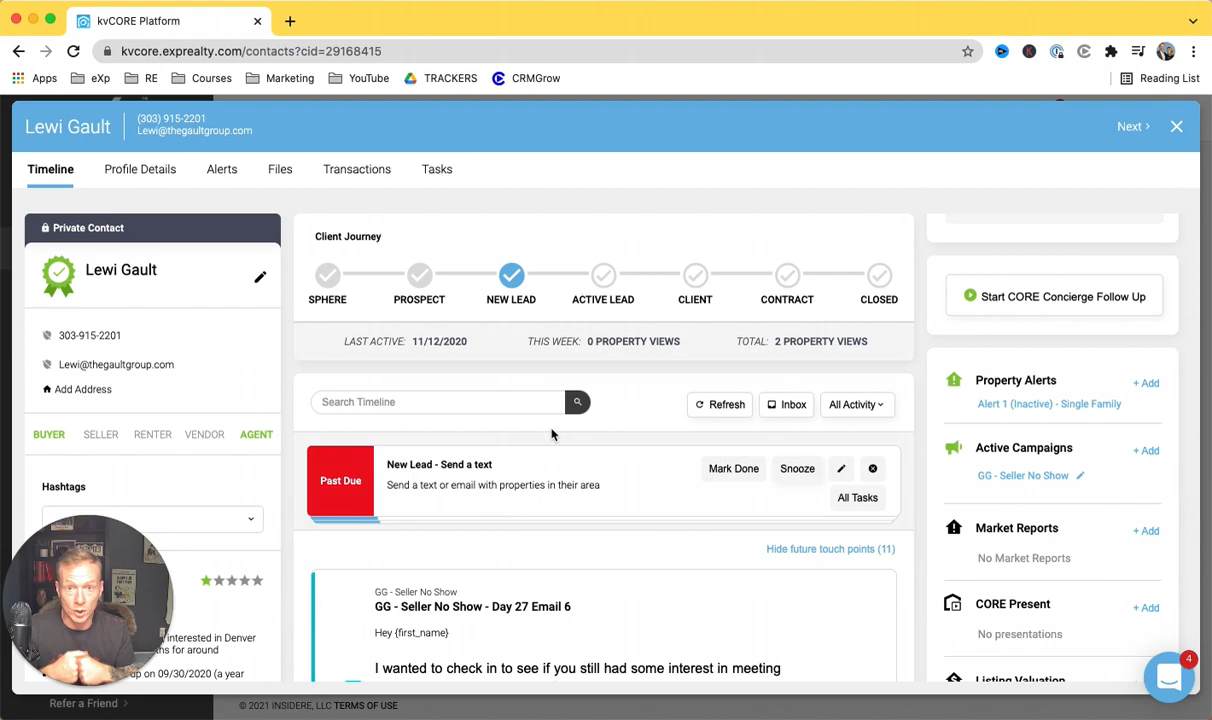 kvCORE Platform
kvcore.exprealty.com/contacts?cid=29168415
Apps eXp RE Courses Marketing YouTube TRACKERS CRMGrow Reading List
Lewi Gault
(303) 915-2201
Lewi@thegaultgroup.com
Next
Timeline Profile Details Alerts Files Transactions Tasks
Private Contact
Lewi Gault
303-915-2201
Lewi@thegaultgroup.com
Add Address
BUYER SELLER RENTER VENDOR AGENT
Hashtags
interested in Denver
for around
up on 09/30/2020 (a year
Refer a Friend
Client Journey
SPHERE PROSPECT NEW LEAD ACTIVE LEAD CLIENT CONTRACT CLOSED
LAST ACTIVE: 11/12/2020 THIS WEEK: 0 PROPERTY VIEWS TOTAL: 2 PROPERTY VIEWS
Search Timeline
Refresh Inbox All Activity
Past Due
New Lead - Send a text
Send a text or email with properties in their area
Mark Done Snooze
All Tasks
Hide future touch points (11)
GG - Seller No Show
GG - Seller No Show - Day 27 Email 6
Hey {first_name}
I wanted to check in to see if you still had some interest in meeting
Start CORE Concierge Follow Up
Property Alerts + Add
Alert 1 (Inactive) - Single Family
Active Campaigns + Add
GG - Seller No Show
Market Reports + Add
No Market Reports
CORE Present + Add
No presentations
Listing Valuation
4
© 2021 INSIDERE, LLC TERMS OF USE